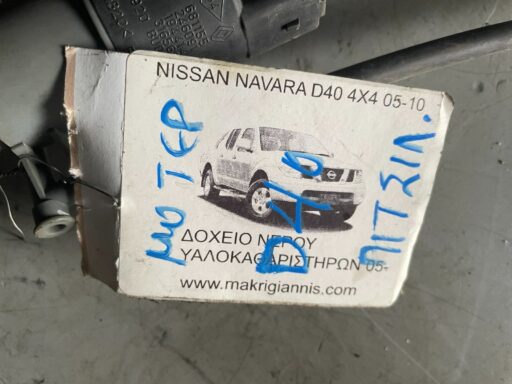 NISSAN NAVARA D40 4X4 05-10
ΜΟΤΕΡ
D40
ΠΙΤΣΙΛ.
ΔΟΧΕΙΟ ΝΕΡΟΥ
ΥΑΛΟΚΑΘΑΡΙΣΤΗΡΩΝ 05-
www.makrigiannis.com